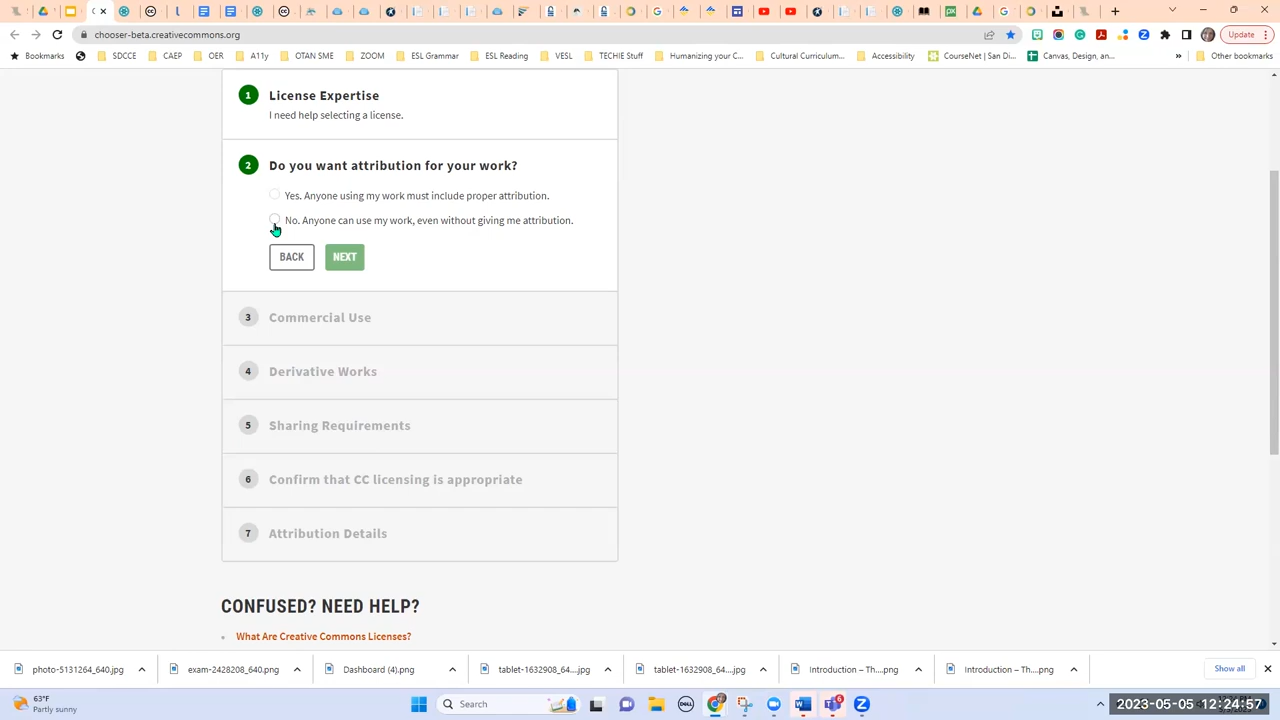 chooser-beta.creativecommons.org
Update
Bookmarks
SDCCE
CAEP
OER
A11y
OTAN SME
ZOOM
ESL Grammar
ESL Reading
VESL
TECHIE Stuff
Humanizing your C...
Cultural Curriculum...
Accessibility
CourseNet | San Di...
Canvas, Design, an...
»
Other bookmarks
1 License Expertise
I need help selecting a license.
2 Do you want attribution for your work?
Yes. Anyone using my work must include proper attribution.
No. Anyone can use my work, even without giving me attribution.
BACK NEXT
3 Commercial Use
4 Derivative Works
5 Sharing Requirements
6 Confirm that CC licensing is appropriate
7 Attribution Details
CONFUSED? NEED HELP?
What Are Creative Commons Licenses?
photo-5131264_640.jpg
exam-2428208_640.png
Dashboard (4).png
tablet-1632908_64....jpg
tablet-1632908_64....jpg
Introduction – Th....png
Introduction – Th....png
Show all
63°F
Partly sunny
Search
6
2023-05-05 12:24:57